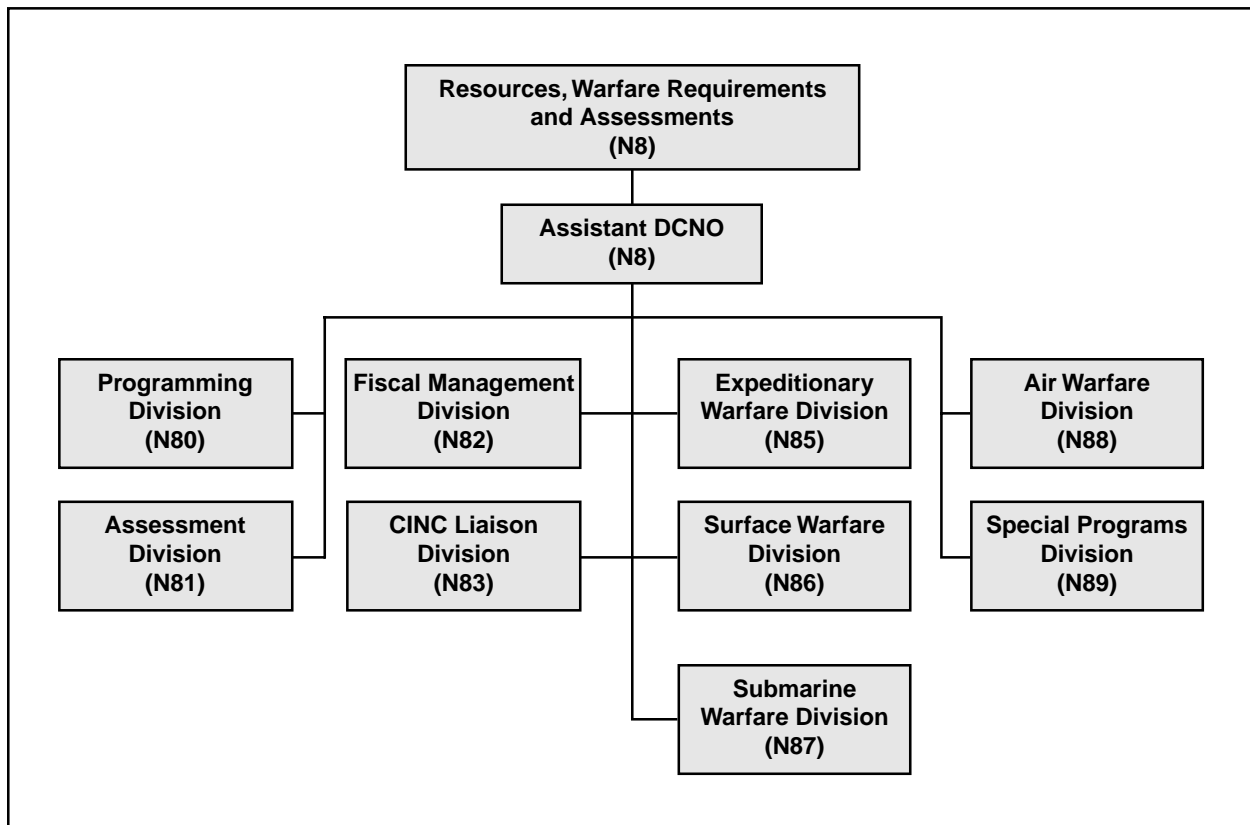 Resources, Warfare Requirements
and Assessments
(N8)
Assistant DCNO
(N8)
Programming
Division
(N80)
Fiscal Management
Division
(N82)
Expeditionary
Warfare Division
(N85)
Air Warfare
Division
(N88)
Assessment
Division
(N81)
CINC Liaison
Division
(N83)
Surface Warfare
Division
(N86)
Special Programs
Division
(N89)
Submarine
Warfare Division
(N87)